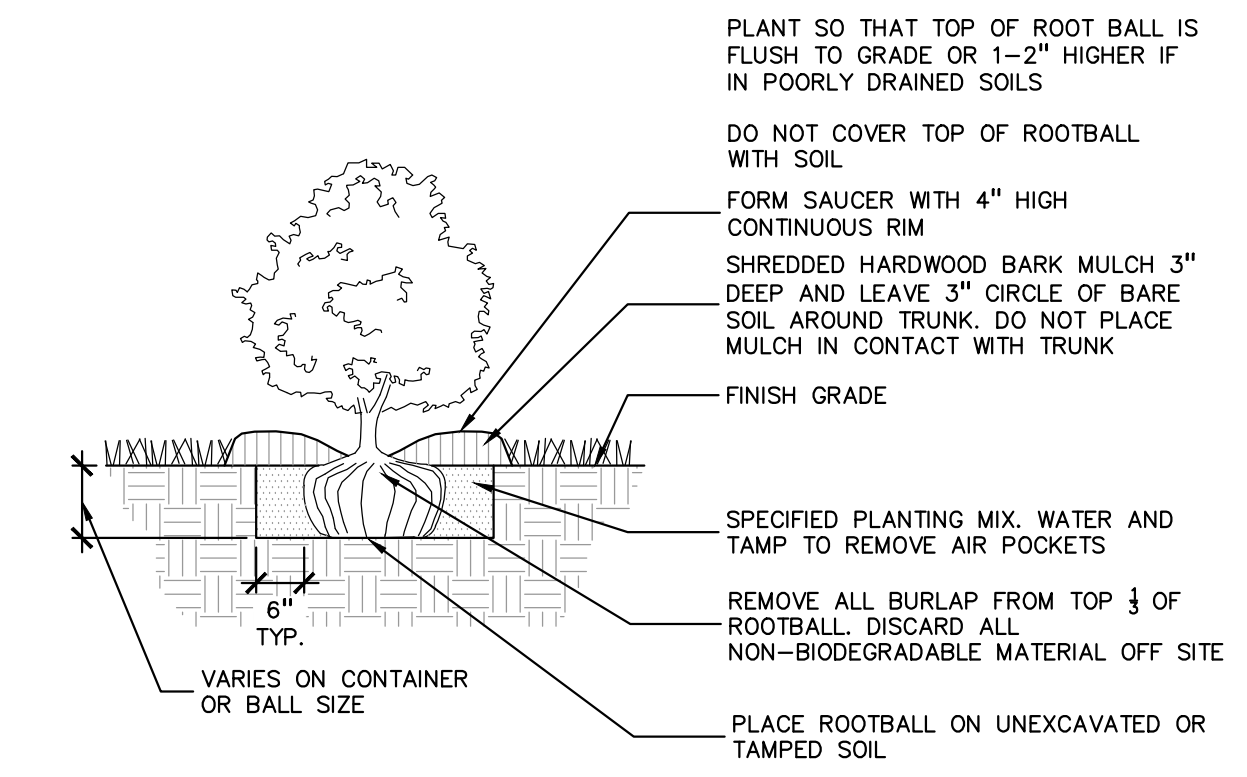 PLANT SO THAT TOP OF ROOT BALL IS
FLUSH TO GRADE OR 1-2" HIGHER IF
IN POORLY DRAINED SOILS
DO NOT COVER TOP OF ROOTBALL
WITH SOIL
FORM SAUCER WITH 4" HIGH
CONTINUOUS RIM
SHREDDED HARDWOOD BARK MULCH 3"
DEEP AND LEAVE 3" CIRCLE OF BARE
SOIL AROUND TRUNK. DO NOT PLACE
MULCH IN CONTACT WITH TRUNK
FINISH GRADE
SPECIFIED PLANTING MIX. WATER AND
TAMP TO REMOVE AIR POCKETS
REMOVE ALL BURLAP FROM TOP 1/3 OF
ROOTBALL. DISCARD ALL
NON-BIODEGRADABLE MATERIAL OFF SITE
PLACE ROOTBALL ON UNEXCAVATED OR
TAMPED SOIL
6"
TYP.
VARIES ON CONTAINER
OR BALL SIZE